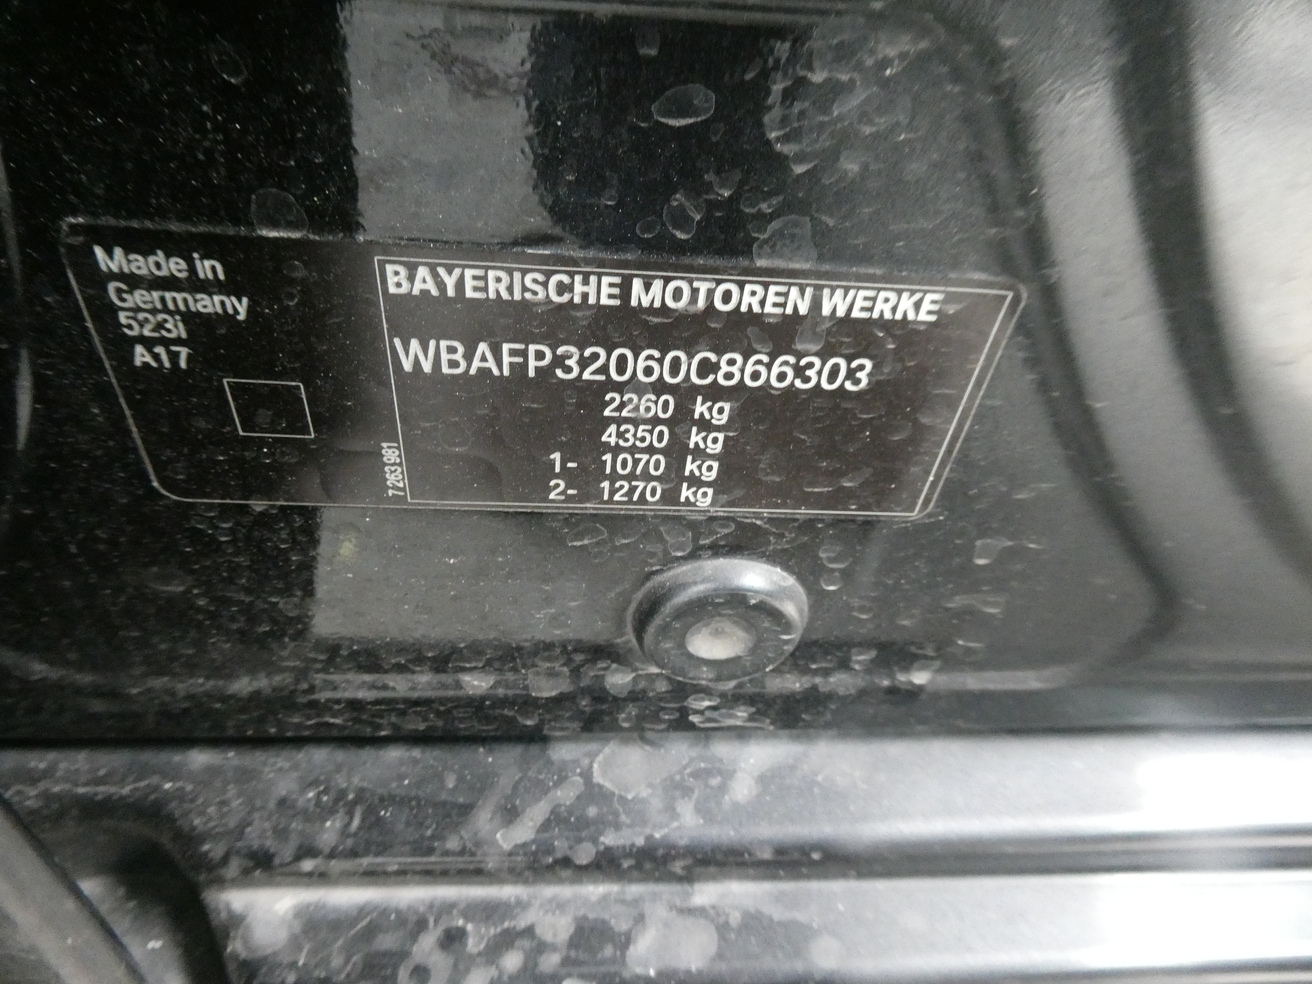 Made in
Germany
523i
A17
BAYERISCHE MOTOREN WERKE
WBAFP32060C866303
2260 kg
4350 kg
1- 1070 kg
2- 1270 kg
7 263 981